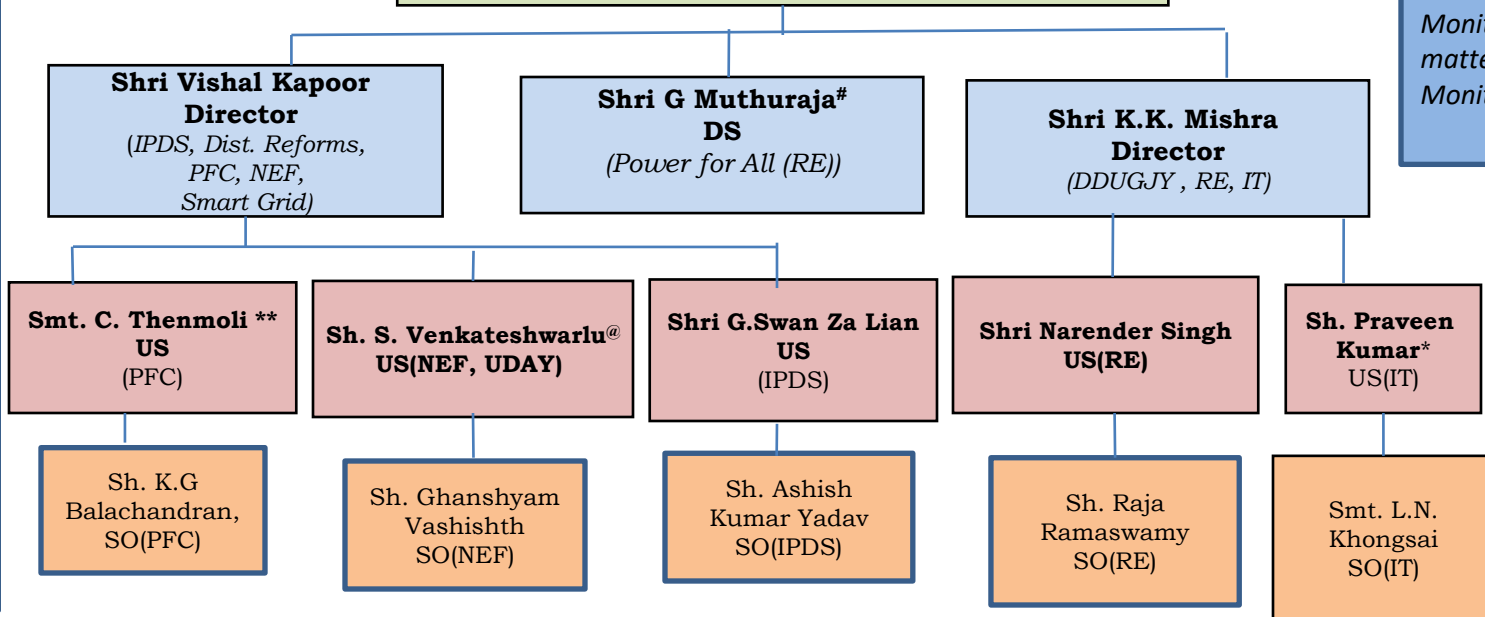 Shri Vishal Kapoor
Director
(IPDS, Dist. Reforms,
PFC, NEF,
Smart Grid)
Shri G Muthuraja#
DS
(Power for All (RE))
Shri K.K. Mishra
Director
(DDUGJY , RE, IT)
Smt. C. Thenmoli **
US
(PFC)
Sh. S. Venkateshwarlu@
US(NEF, UDAY)
Shri G.Swan Za Lian
US
(IPDS)
Shri Narender Singh
US(RE)
Sh. Praveen
Kumar*
US(IT)
Sh. K.G
Balachandran,
SO(PFC)
Sh. Ghanshyam
Vashishth
SO(NEF)
Sh. Ashish
Kumar Yadav
SO(IPDS)
Sh. Raja
Ramaswamy
SO(RE)
Smt. L.N.
Khongsai
SO(IT)